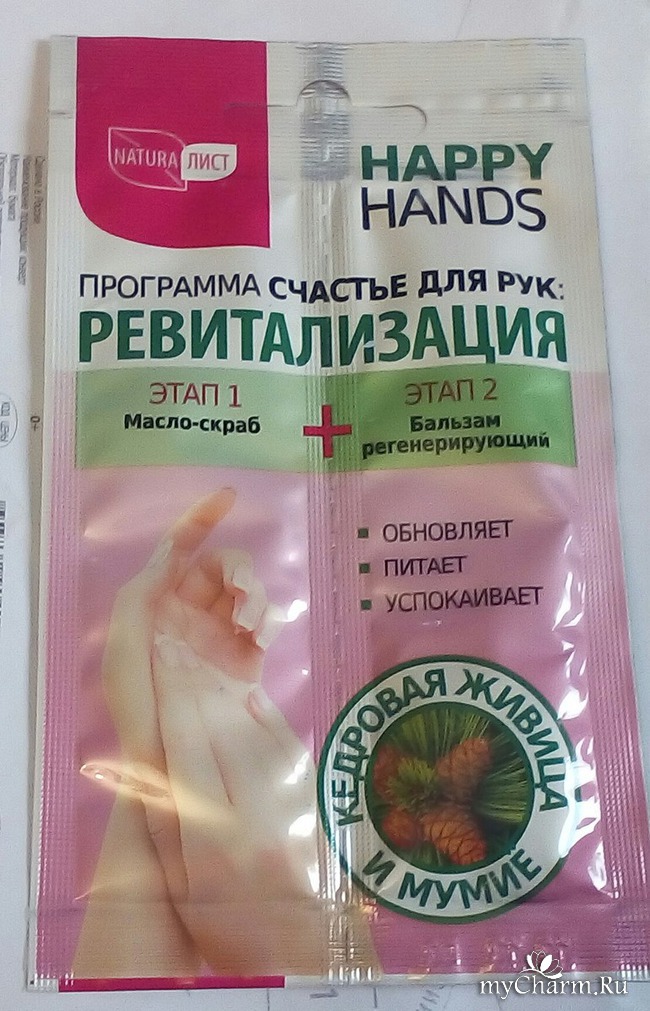 NATURA ЛИСТ
HAPPY
HANDS
ПРОГРАММА СЧАСТЬЕ ДЛЯ РУК:
РЕВИТАЛИЗАЦИЯ
ЭТАП 1
Масло-скраб
+
ЭТАП 2
Бальзам
регенерирующий
ОБНОВЛЯЕТ
ПИТАЕТ
УСПОКАИВАЕТ
КЕДРОВАЯ ЖИВИЦА
И МУМИЁ
0+
myCharm.Ru